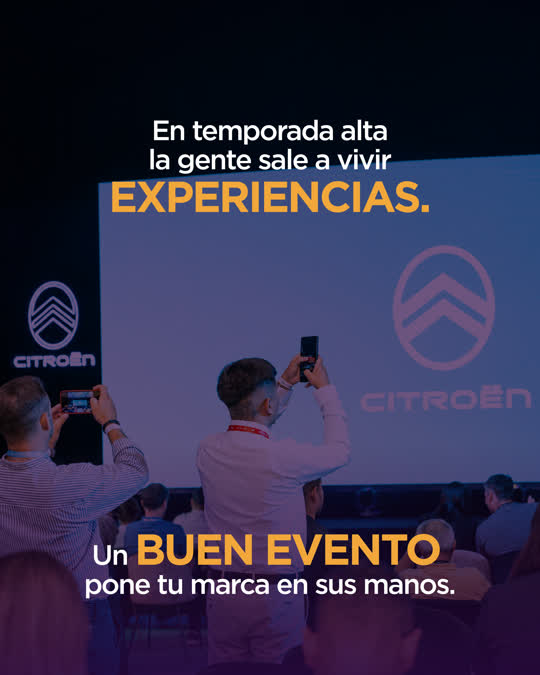 En temporada alta
la gente sale a vivir
EXPERIENCIAS.
CITROËN
CITROËN
Un BUEN EVENTO
pone tu marca en sus manos.